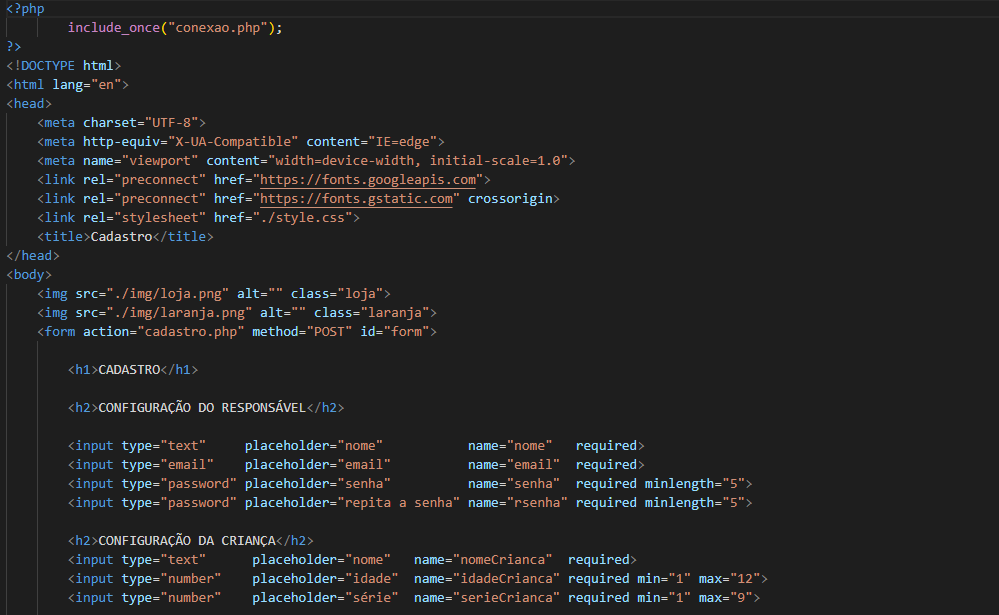 <?php
include_once("conexao.php");
?>
<!DOCTYPE html>
<html lang="en">
<head>
<meta charset="UTF-8">
<meta http-equiv="X-UA-Compatible" content="IE=edge">
<meta name="viewport" content="width=device-width, initial-scale=1.0">
<link rel="preconnect" href="https://fonts.googleapis.com">
<link rel="preconnect" href="https://fonts.gstatic.com" crossorigin>
<link rel="stylesheet" href="./style.css">
<title>Cadastro</title>
</head>
<body>
<img src="./img/loja.png" alt="" class="loja">
<img src="./img/laranja.png" alt="" class="laranja">
<form action="cadastro.php" method="POST" id="form">
<h1>CADASTRO</h1>
<h2>CONFIGURAÇÃO DO RESPONSÁVEL</h2>
<input type="text" placeholder="nome" name="nome" required>
<input type="email" placeholder="email" name="email" required>
<input type="password" placeholder="senha" name="senha" required minlength="5">
<input type="password" placeholder="repita a senha" name="rsenha" required minlength="5">
<h2>CONFIGURAÇÃO DA CRIANÇA</h2>
<input type="text" placeholder="nome" name="nomeCrianca" required>
<input type="number" placeholder="idade" name="idadeCrianca" required min="1" max="12">
<input type="number" placeholder="série" name="serieCrianca" required min="1" max="9">